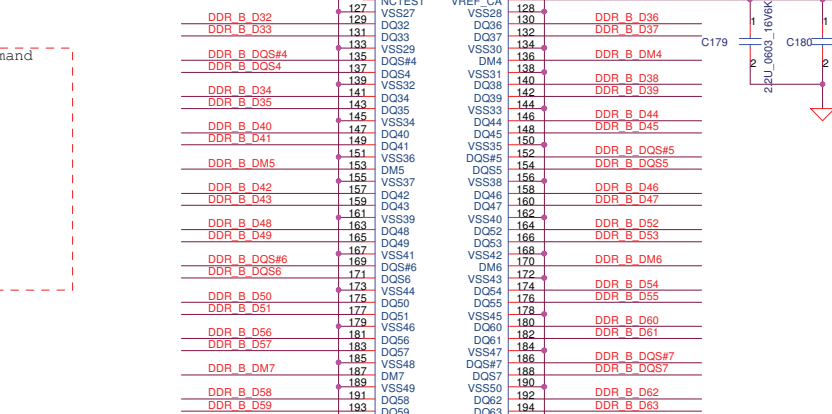 NCTEST VREF_CA
127 VSS27 VSS28 128
DDR_B_D32 129 DQ32 DQ36 130 DDR_B_D36
DDR_B_D33 131 DQ33 DQ37 132 DDR_B_D37
133 VSS29 VSS30 134
DDR_B_DQS#4 135 DQS#4 DM4 136 DDR_B_DM4
DDR_B_DQS4 137 DQS4 VSS31 138
139 VSS32 DQ38 140 DDR_B_D38
DDR_B_D34 141 DQ34 DQ39 142 DDR_B_D39
DDR_B_D35 143 DQ35 VSS33 144
145 VSS34 DQ44 146 DDR_B_D44
DDR_B_D40 147 DQ40 DQ45 148 DDR_B_D45
DDR_B_D41 149 DQ41 VSS35 150
151 VSS36 DQS#5 152 DDR_B_DQS#5
DDR_B_DM5 153 DM5 DQS5 154 DDR_B_DQS5
155 VSS37 VSS38 156
DDR_B_D42 157 DQ42 DQ46 158 DDR_B_D46
DDR_B_D43 159 DQ43 DQ47 160 DDR_B_D47
161 VSS39 VSS40 162
DDR_B_D48 163 DQ48 DQ52 164 DDR_B_D52
DDR_B_D49 165 DQ49 DQ53 166 DDR_B_D53
167 VSS41 VSS42 168
DDR_B_DQS#6 169 DQS#6 DM6 170 DDR_B_DM6
DDR_B_DQS6 171 DQS6 VSS43 172
173 VSS44 DQ54 174 DDR_B_D54
DDR_B_D50 175 DQ50 DQ55 176 DDR_B_D55
DDR_B_D51 177 DQ51 VSS45 178
179 VSS46 DQ60 180 DDR_B_D60
DDR_B_D56 181 DQ56 DQ61 182 DDR_B_D61
DDR_B_D57 183 DQ57 VSS47 184
185 VSS48 DQS#7 186 DDR_B_DQS#7
DDR_B_DM7 187 DM7 DQS7 188 DDR_B_DQS7
189 VSS49 VSS50 190
DDR_B_D58 191 DQ58 DQ62 192 DDR_B_D62
DDR_B_D59 193 DQ59 DQ63 194 DDR_B_D63
mand
1 1
C179 C180
2 2
2.2U_0603_16V6K